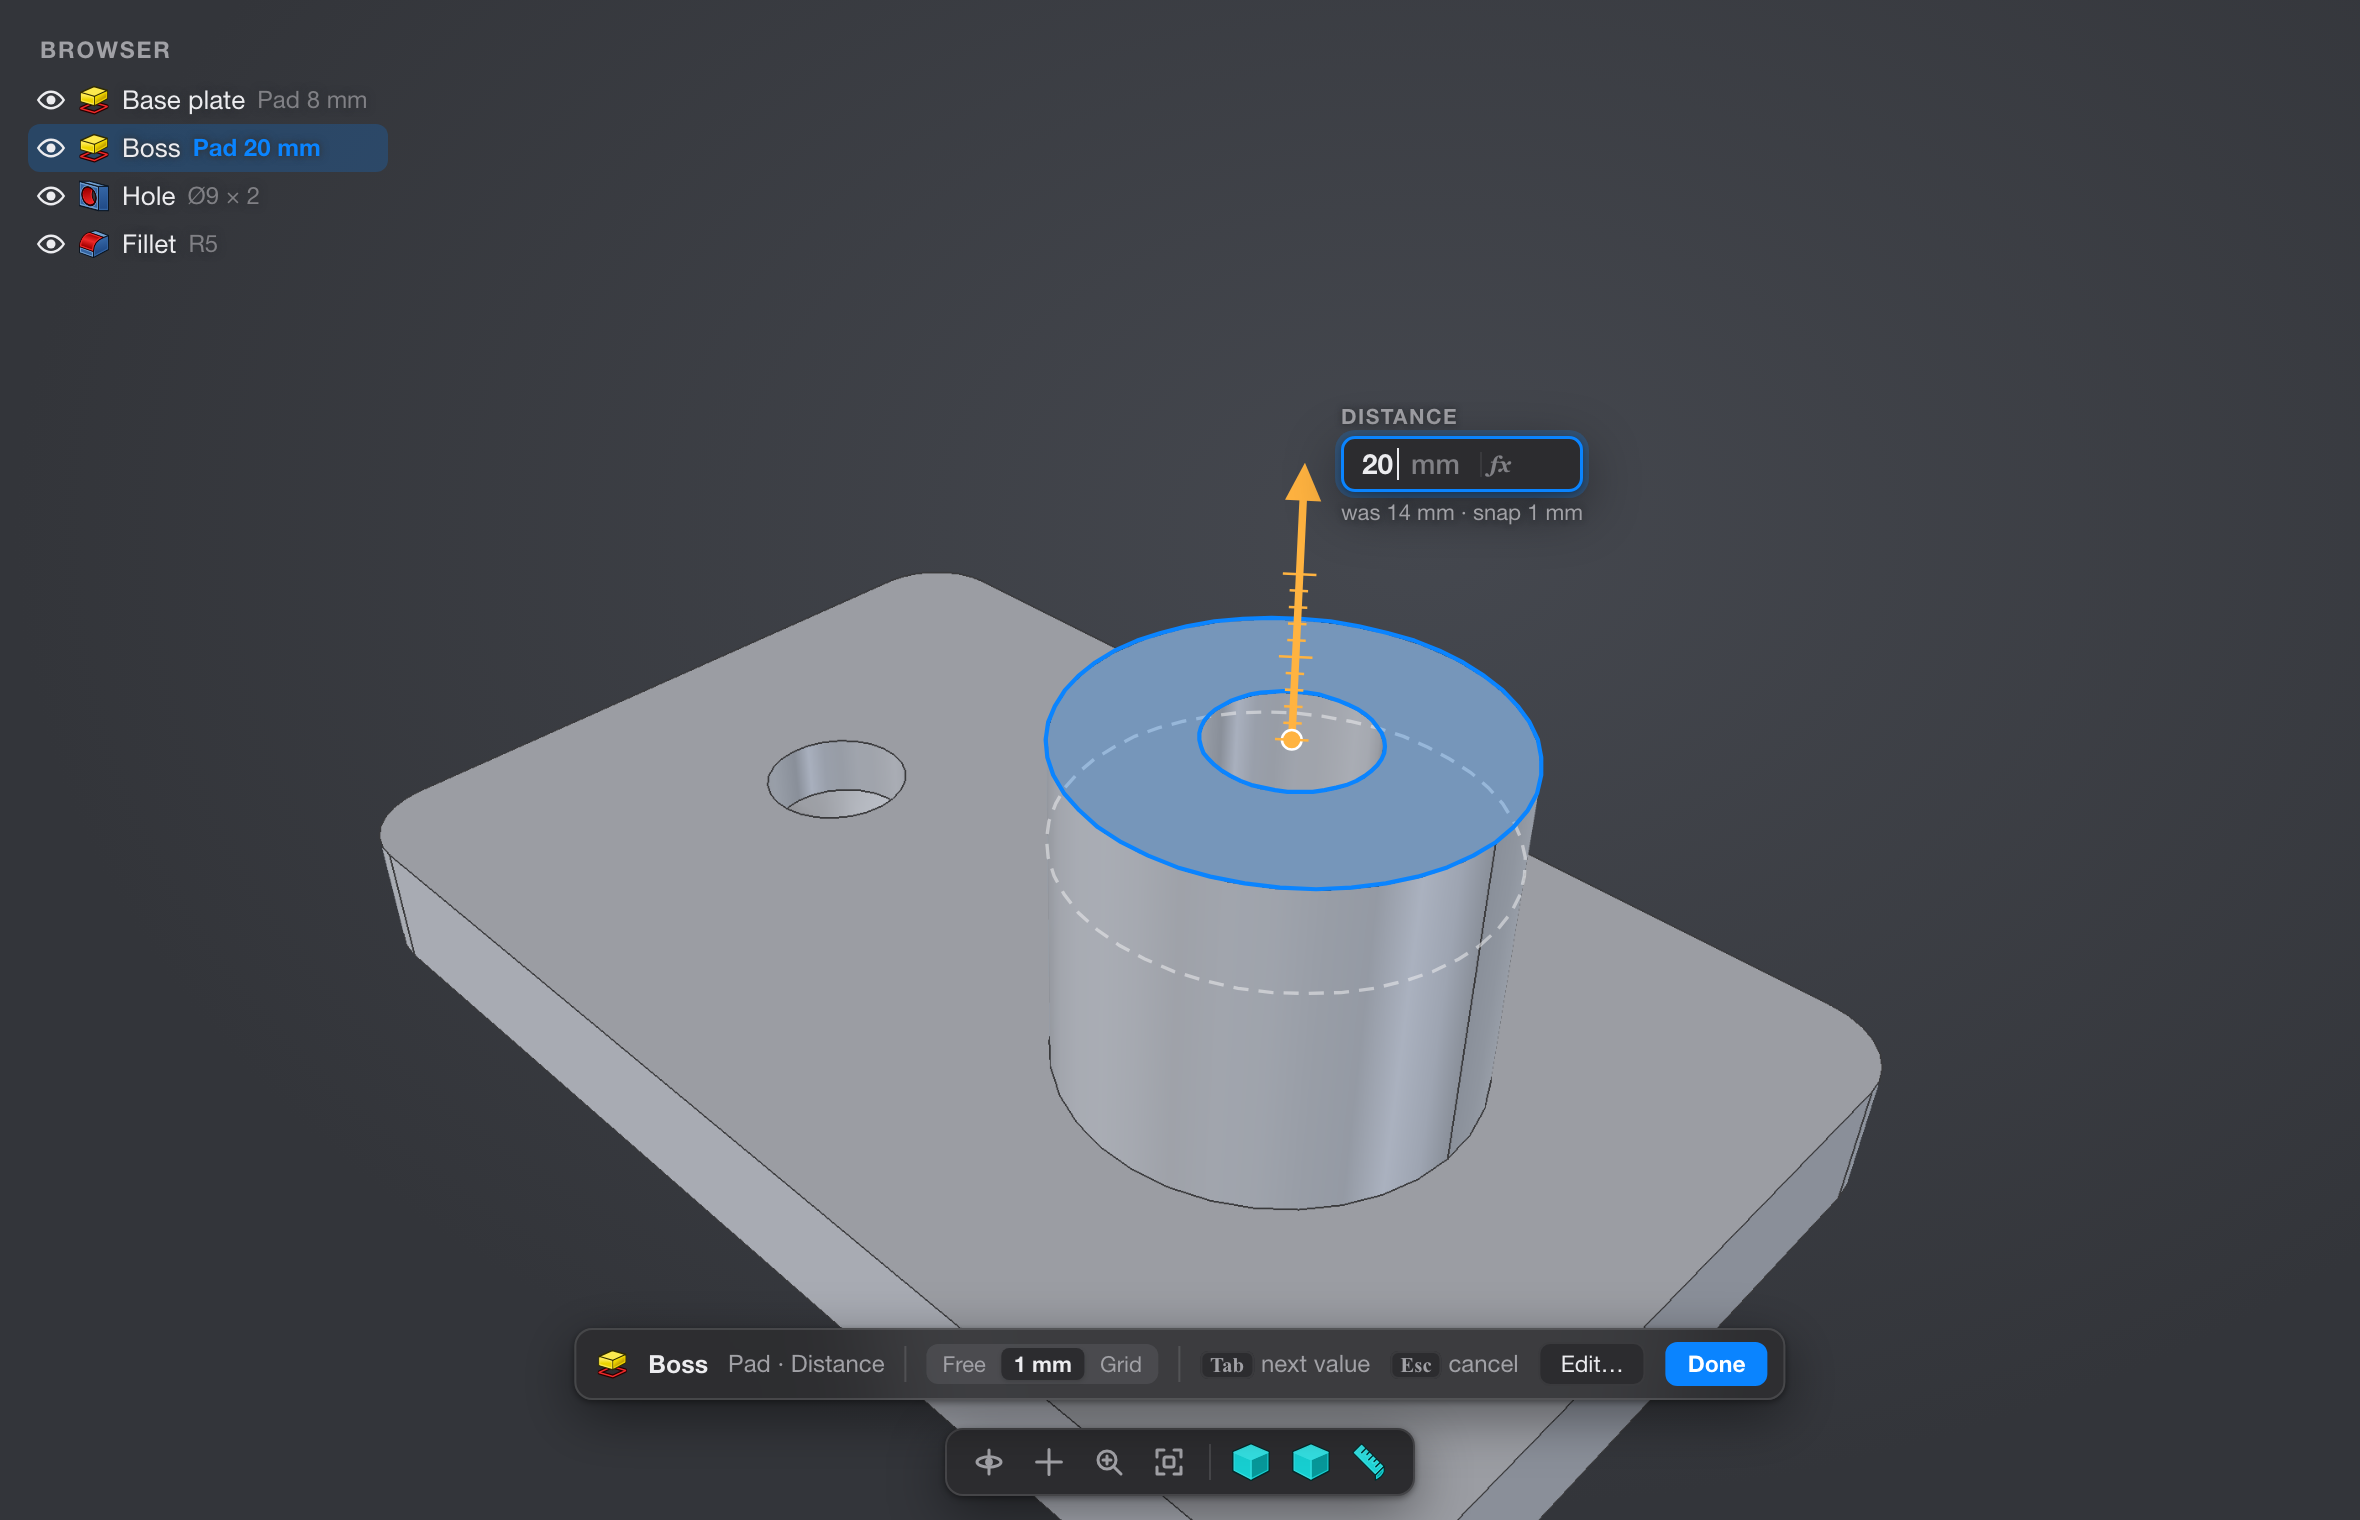 BROWSER
Base plate Pad 8 mm
Boss Pad 20 mm
Hole Ø9 × 2
Fillet R5
DISTANCE
20 mm fx
was 14 mm · snap 1 mm
Boss Pad · Distance Free 1 mm Grid Tab next value Esc cancel Edit… Done